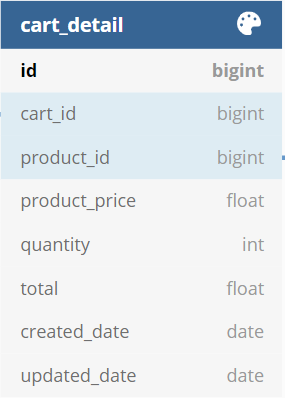 cart_detail
id bigint
cart_id bigint
product_id bigint
product_price float
quantity int
total float
created_date date
updated_date date